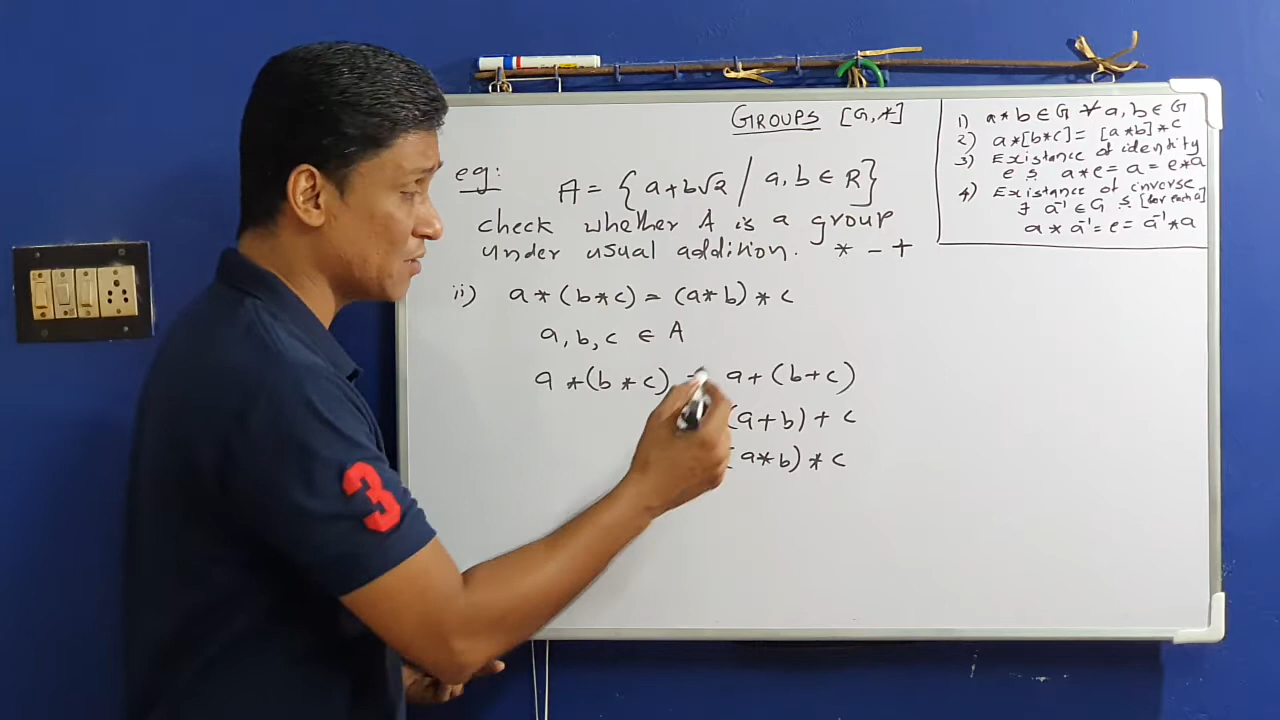 GROUPS [G,*]
eg:
A = { a+b√2 / a, b ∈ R}
check whether A is a group
under usual addition. * - +
ii) a*(b*c) = (a*b)*c
a, b, c ∈ A
a*(b*c) = a+(b+c)
(a+b)+c
(a*b)*c
1) a*b ∈ G ∀ a, b ∈ G
2) a*[b*c] = [a*b]*c
3) Existance of identity
e s a*e = a = e*a
4) Existance of inverse
∃ a⁻¹ ∈ G s [for each a]
a * a⁻¹ = e = a⁻¹*a
3